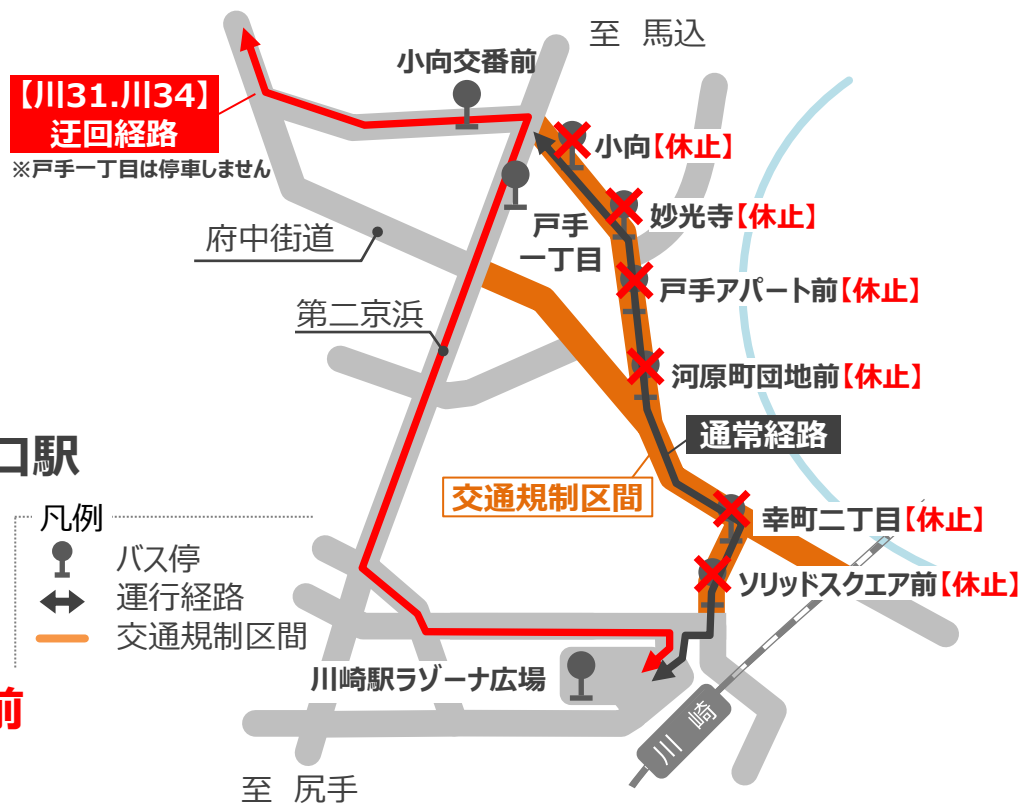 至 馬込
小向交番前
【川31.川34】
迂回経路
※戸手一丁目は停車しません
小向【休止】
妙光寺【休止】
戸手
一丁目
府中街道
戸手アパート前【休止】
第二京浜
河原町団地前【休止】
通常経路
口駅
交通規制区間
幸町二丁目【休止】
凡例
バス停
運行経路
交通規制区間
ソリッドスクエア前【休止】
川崎駅ラゾーナ広場
前
川崎
至 尻手